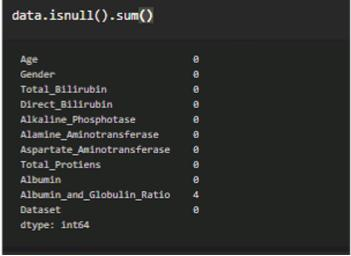 data.isnull().sum()
Age 0
Gender 0
Total_Bilirubin 0
Direct_Bilirubin 0
Alkaline_Phosphotase 0
Alamine_Aminotransferase 0
Aspartate_Aminotransferase 0
Total_Protiens 0
Albumin 0
Albumin_and_Globulin_Ratio 4
Dataset 0
dtype: int64